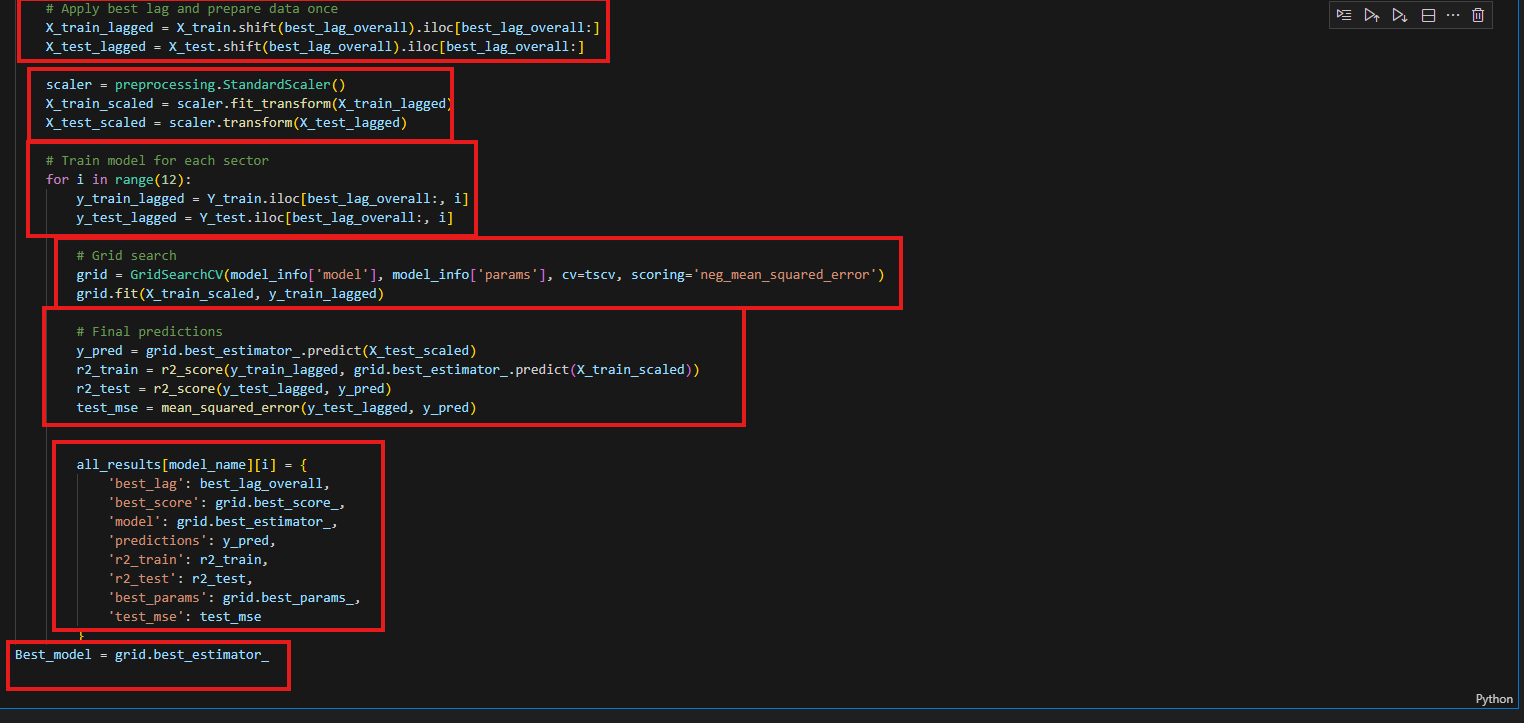 # Apply best lag and prepare data once
X_train_lagged = X_train.shift(best_lag_overall).iloc[best_lag_overall:]
X_test_lagged = X_test.shift(best_lag_overall).iloc[best_lag_overall:]
scaler = preprocessing.StandardScaler()
X_train_scaled = scaler.fit_transform(X_train_lagged)
X_test_scaled = scaler.transform(X_test_lagged)
# Train model for each sector
for i in range(12):
y_train_lagged = Y_train.iloc[best_lag_overall:, i]
y_test_lagged = Y_test.iloc[best_lag_overall:, i]
# Grid search
grid = GridSearchCV(model_info['model'], model_info['params'], cv=tscv, scoring='neg_mean_squared_error')
grid.fit(X_train_scaled, y_train_lagged)
# Final predictions
y_pred = grid.best_estimator_.predict(X_test_scaled)
r2_train = r2_score(y_train_lagged, grid.best_estimator_.predict(X_train_scaled))
r2_test = r2_score(y_test_lagged, y_pred)
test_mse = mean_squared_error(y_test_lagged, y_pred)
all_results[model_name][i] = {
'best_lag': best_lag_overall,
'best_score': grid.best_score_,
'model': grid.best_estimator_,
'predictions': y_pred,
'r2_train': r2_train,
'r2_test': r2_test,
'best_params': grid.best_params_,
'test_mse': test_mse
}
Best_model = grid.best_estimator_
Python